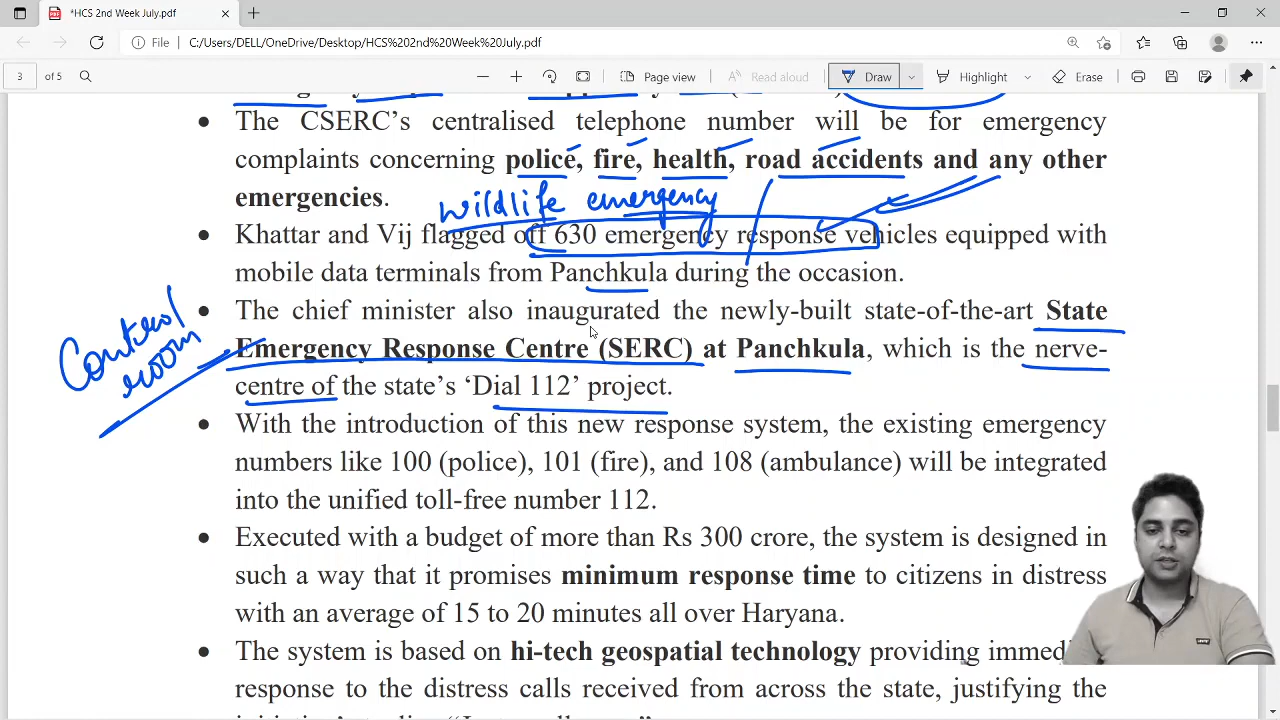 *HCS 2nd Week July.pdf
File C:/Users/DELL/OneDrive/Desktop/HCS%202nd%20Week%20July.pdf
3 of 5 Page view Read aloud Draw Highlight Erase
The CSERC’s centralised telephone number will be for emergency
complaints concerning police, fire, health, road accidents and any other
emergencies.
wildlife emergency
Khattar and Vij flagged off 630 emergency response vehicles equipped with
mobile data terminals from Panchkula during the occasion.
The chief minister also inaugurated the newly-built state-of-the-art State
Control
room
Emergency Response Centre (SERC) at Panchkula, which is the nerve-
centre of the state’s ‘Dial 112’ project.
With the introduction of this new response system, the existing emergency
numbers like 100 (police), 101 (fire), and 108 (ambulance) will be integrated
into the unified toll-free number 112.
Executed with a budget of more than Rs 300 crore, the system is designed in
such a way that it promises minimum response time to citizens in distress
with an average of 15 to 20 minutes all over Haryana.
The system is based on hi-tech geospatial technology providing
response to the distress calls received from across the state, justifying the